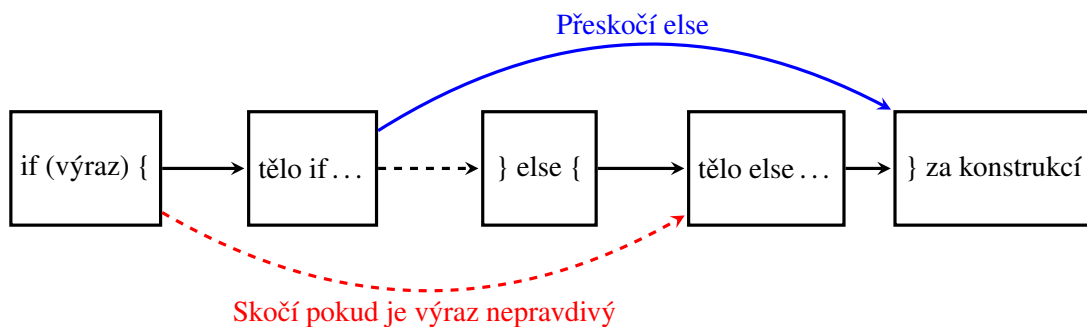 Přeskočí else
if (výraz) {
tělo if ...
} else {
tělo else ...
} za konstrukcí
Skočí pokud je výraz nepravdivý